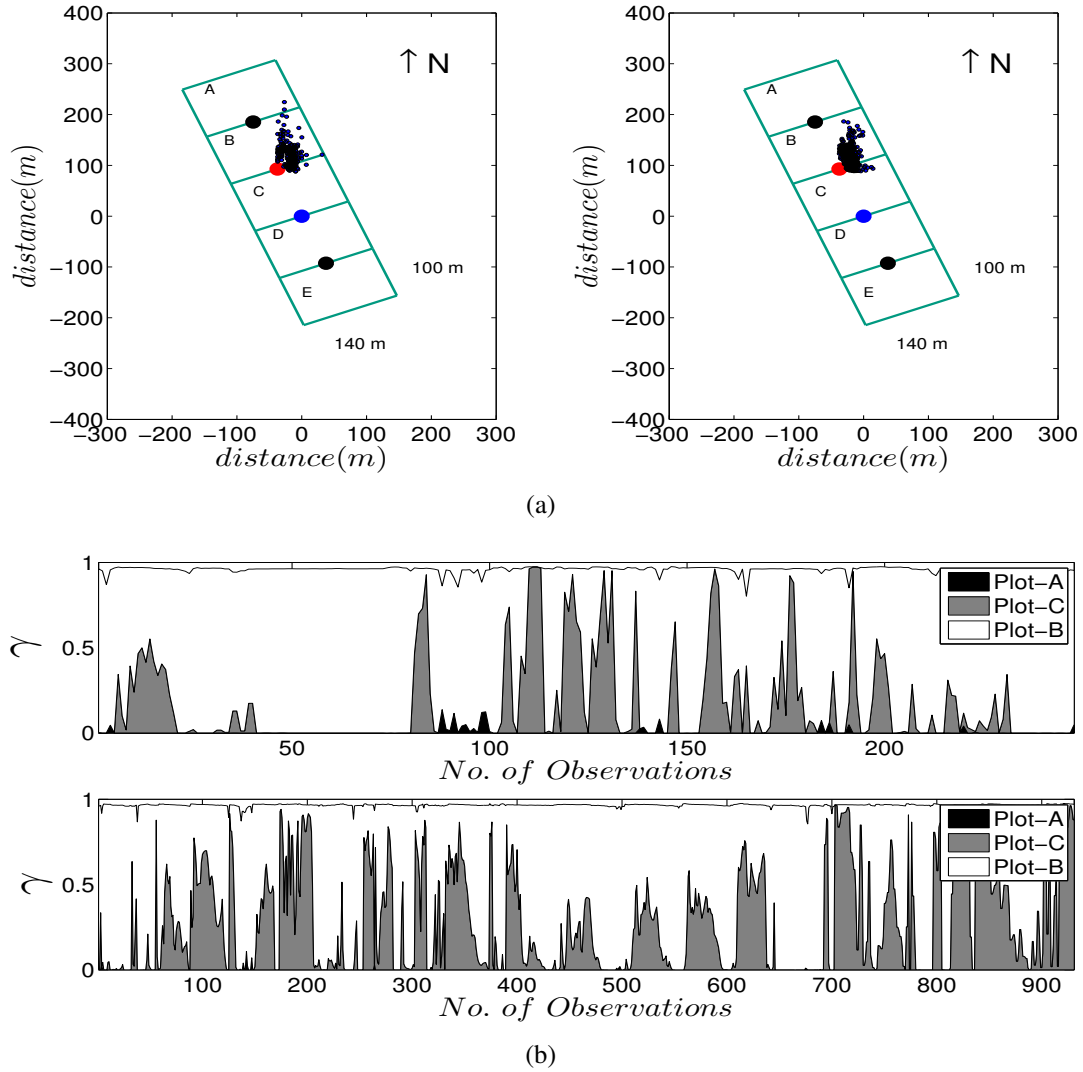 400
300
200
100
0
−100
−200
−300
−400
−300 −200 −100 0 100 200 300
distance(m)
distance(m)
↑ N
A
B
C
D
E
100 m
140 m
400
300
200
100
0
−100
−200
−300
−400
−300 −200 −100 0 100 200 300
distance(m)
distance(m)
↑ N
A
B
C
D
E
100 m
140 m
(a)
1
0.5
0
γ
50 100 150 200
No. of Observations
Plot−A
Plot−C
Plot−B
1
0.5
0
γ
100 200 300 400 500 600 700 800 900
No. of Observations
Plot−A
Plot−C
Plot−B
(b)